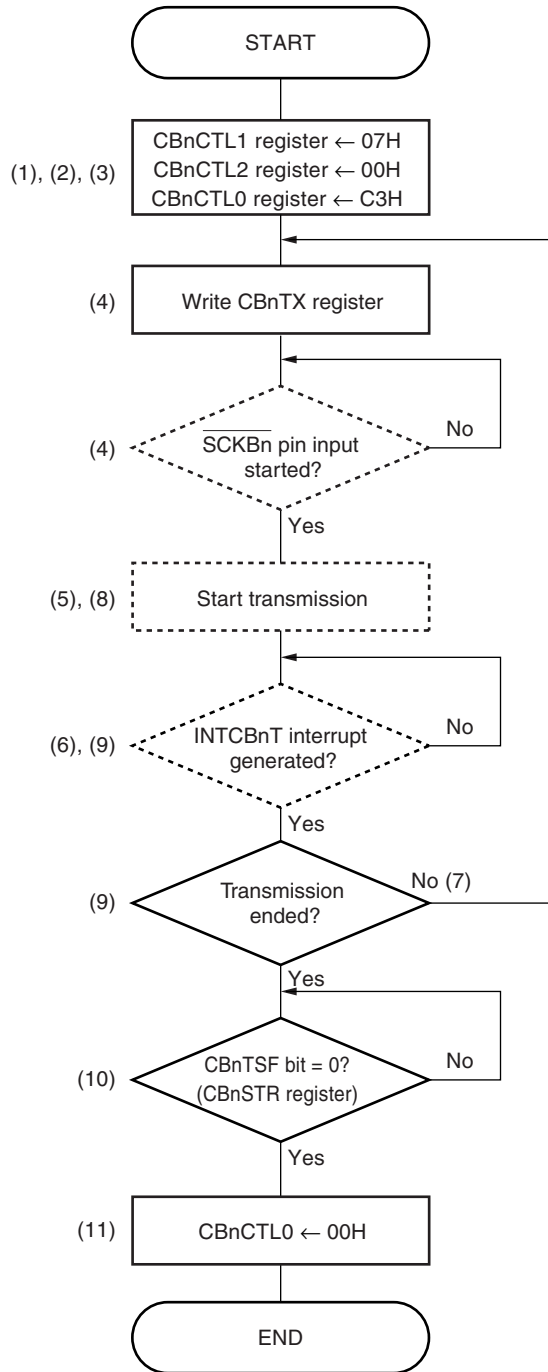 START
(1), (2), (3)
CBnCTL1 register ← 07H
CBnCTL2 register ← 00H
CBnCTL0 register ← C3H
(4)
Write CBnTX register
(4)
SCKBn pin input
started?
No
Yes
(5), (8)
Start transmission
(6), (9)
INTCBnT interrupt
generated?
No
Yes
(9)
Transmission
ended?
No (7)
Yes
(10)
CBnTSF bit = 0?
(CBnSTR register)
No
Yes
(11)
CBnCTL0 ← 00H
END